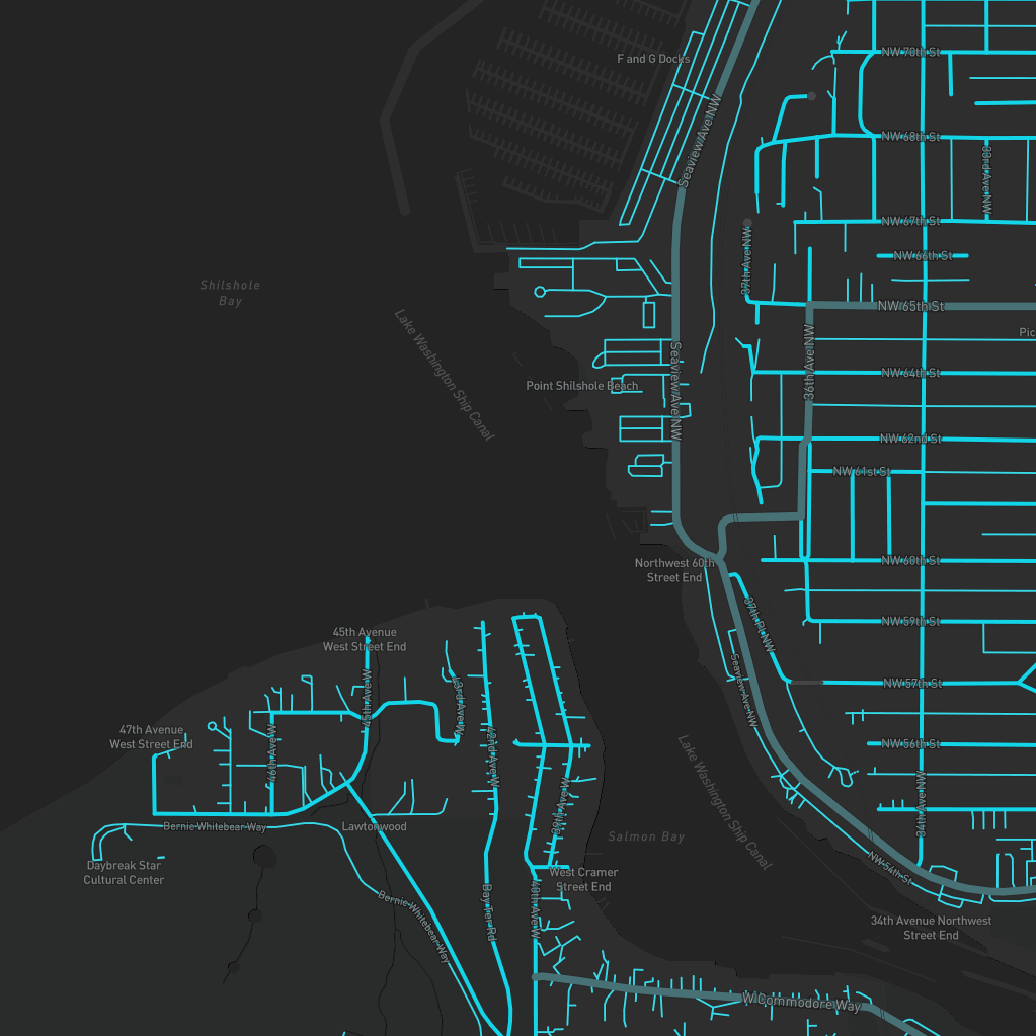 NW 70th St
F and G Docks
Seaview Ave NW
NW 68th St
33rd Ave NW
NW 67th St
37th Ave NW
NW 66th St
Shilshole
Bay
NW 65th St
Lake Washington Ship Canal
36th Ave NW
Pic
NW 64th St
Point Shilshole Beach
Seaview Ave NW
NW 62nd St
NW 61st St
NW 60th St
Northwest 60th
Street End
37th Pl NW
NW 59th St
45th Avenue
West Street End
Seaview Ave NW
NW 57th St
45th Ave W
43rd Ave W
47th Avenue
West Street End
46th Ave W
42nd Ave W
NW 56th St
Lake Washington Ship Canal
34th Ave NW
39th Ave W
Bernie Whitebear Way
Lawtonwood
Salmon Bay
Daybreak Star
Cultural Center
West Cramer
Street End
NW 54th St
Bernie Whitebear Way
Bay Ter Rd
40th Ave W
34th Avenue Northwest
Street End
W Commodore Way